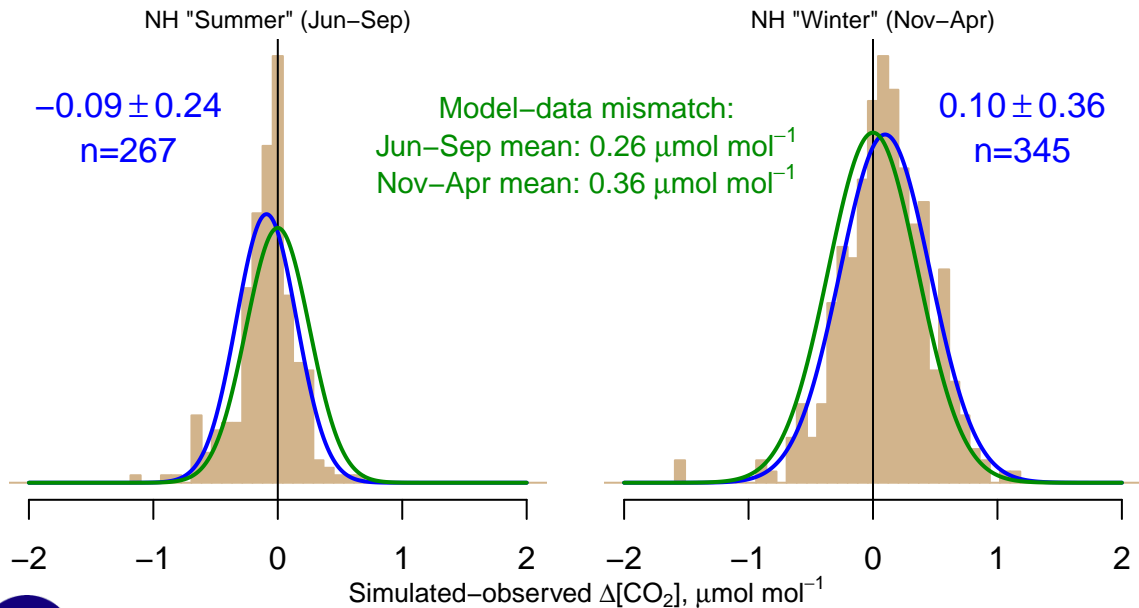 NH "Summer" (Jun−Sep)
−0.09 ± 0.24
n=267
Model−data mismatch:
Jun−Sep mean: 0.26 μmol mol⁻¹
Nov−Apr mean: 0.36 μmol mol⁻¹
NH "Winter" (Nov−Apr)
0.10 ± 0.36
n=345
−2 −1 0 1 2
−2 −1 0 1 2
Simulated−observed Δ[CO₂], μmol mol⁻¹